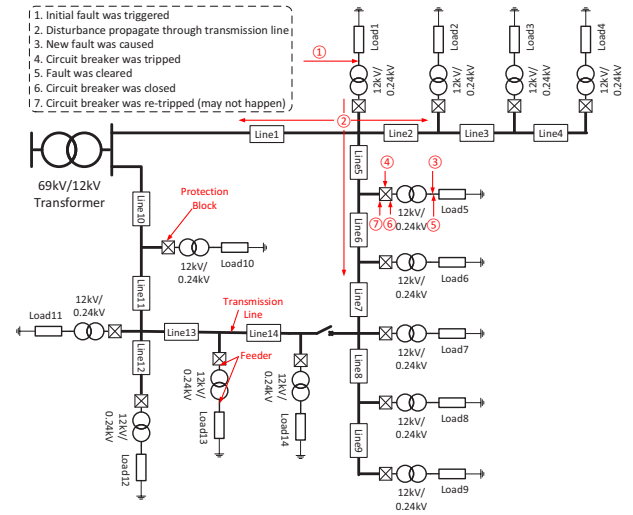 1. Initial fault was triggered
2. Disturbance propagate through transmission line
3. New fault was caused
4. Circuit breaker was tripped
5. Fault was cleared
6. Circuit breaker was closed
7. Circuit breaker was re-tripped (may not happen)
Load1
Load2
Load3
Load4
①
12kV/
0.24kV
12kV/
0.24kV
12kV/
0.24kV
12kV/
0.24kV
②
Line1
Line2
Line3
Line4
69kV/12kV
Transformer
Line5
④
③
Protection
Block
Line10
⑦
⑥
12kV/
0.24kV
Load5
⑤
Line6
12kV/
0.24kV
Load10
12kV/
0.24kV
Load6
Line11
Line7
Load11
12kV/
0.24kV
Transmission
Line
Line13
Line14
12kV/
0.24kV
Load7
Line12
Feeder
Line8
12kV/
0.24kV
Load13
12kV/
0.24kV
Load14
12kV/
0.24kV
Load8
12kV/
0.24kV
Load12
Line9
12kV/
0.24kV
Load9